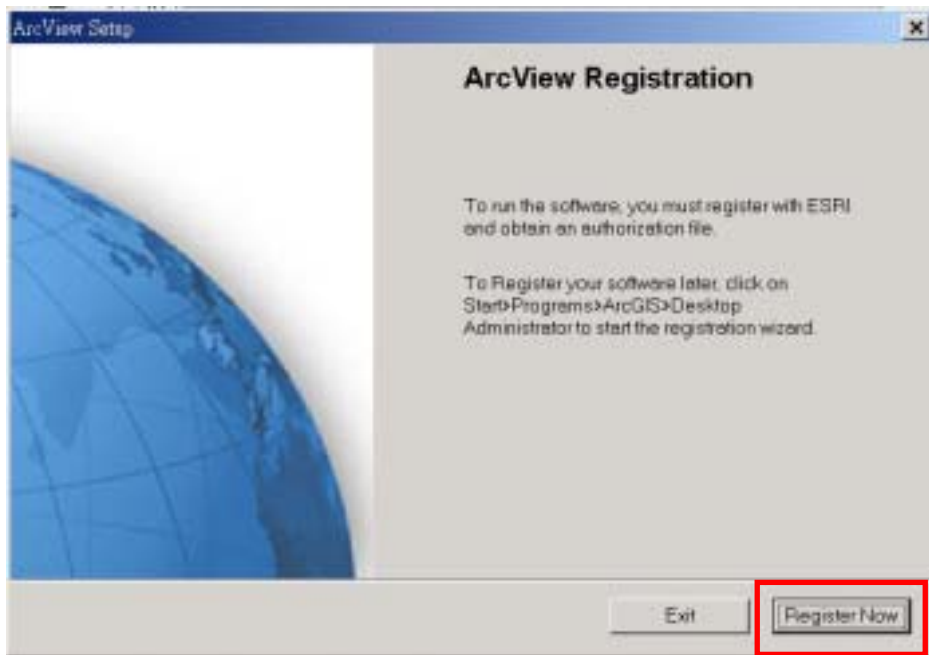 ArcView Setup
ArcView Registration
To run the software, you must register with ESRI
and obtain an authorization file.
To Register your software later, click on
Start>Programs>ArcGIS>Desktop
Administrator to start the registration wizard.
Exit
Register Now